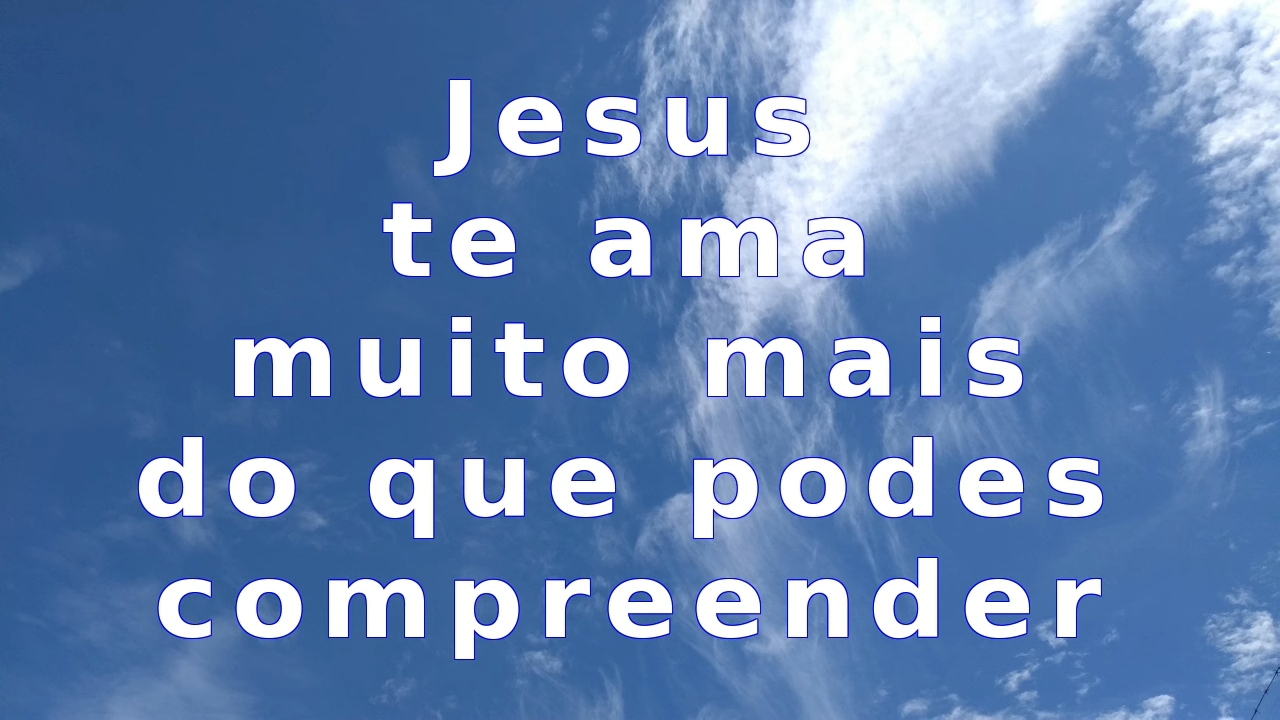 Jesus
te ama
muito mais
do que podes
compreender